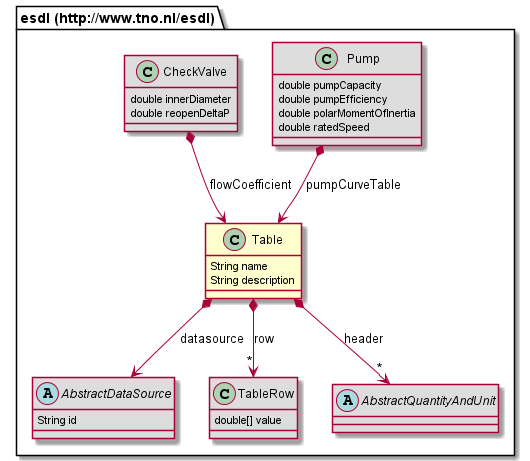 esdl (http://www.tno.nl/esdl)
C CheckValve
double innerDiameter
double reopenDeltaP
C Pump
double pumpCapacity
double pumpEfficiency
double polarMomentOfInertia
double ratedSpeed
flowCoefficient
pumpCurveTable
C Table
String name
String description
datasource
row
header
*
*
A AbstractDataSource
String id
C TableRow
double[] value
A AbstractQuantityAndUnit